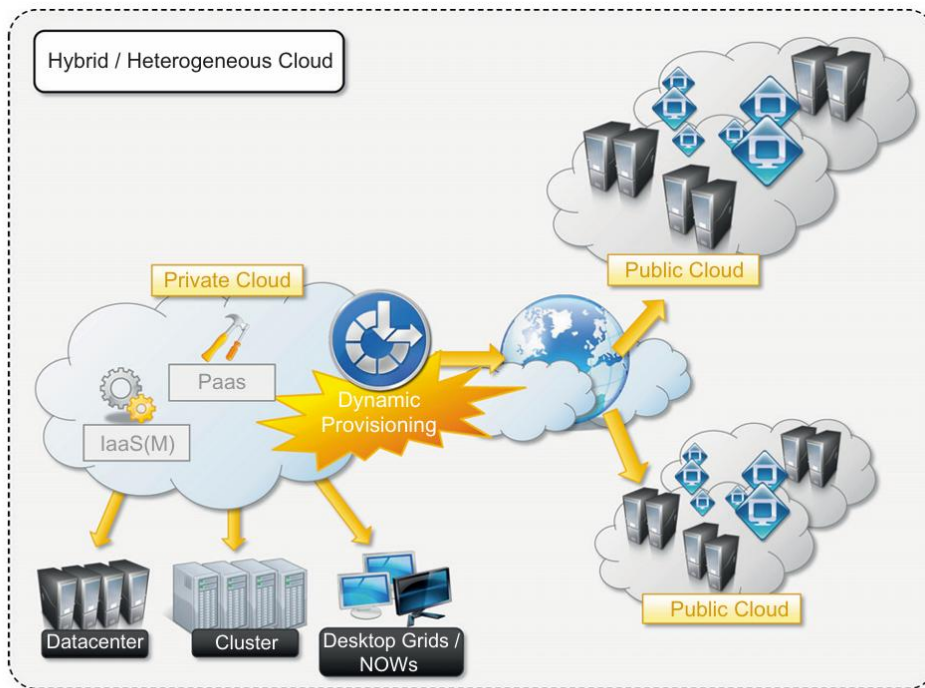 Hybrid / Heterogeneous Cloud
Public Cloud
Private Cloud
Paas
Dynamic
Provisioning
IaaS(M)
Public Cloud
Datacenter
Cluster
Desktop Grids /
NOWs